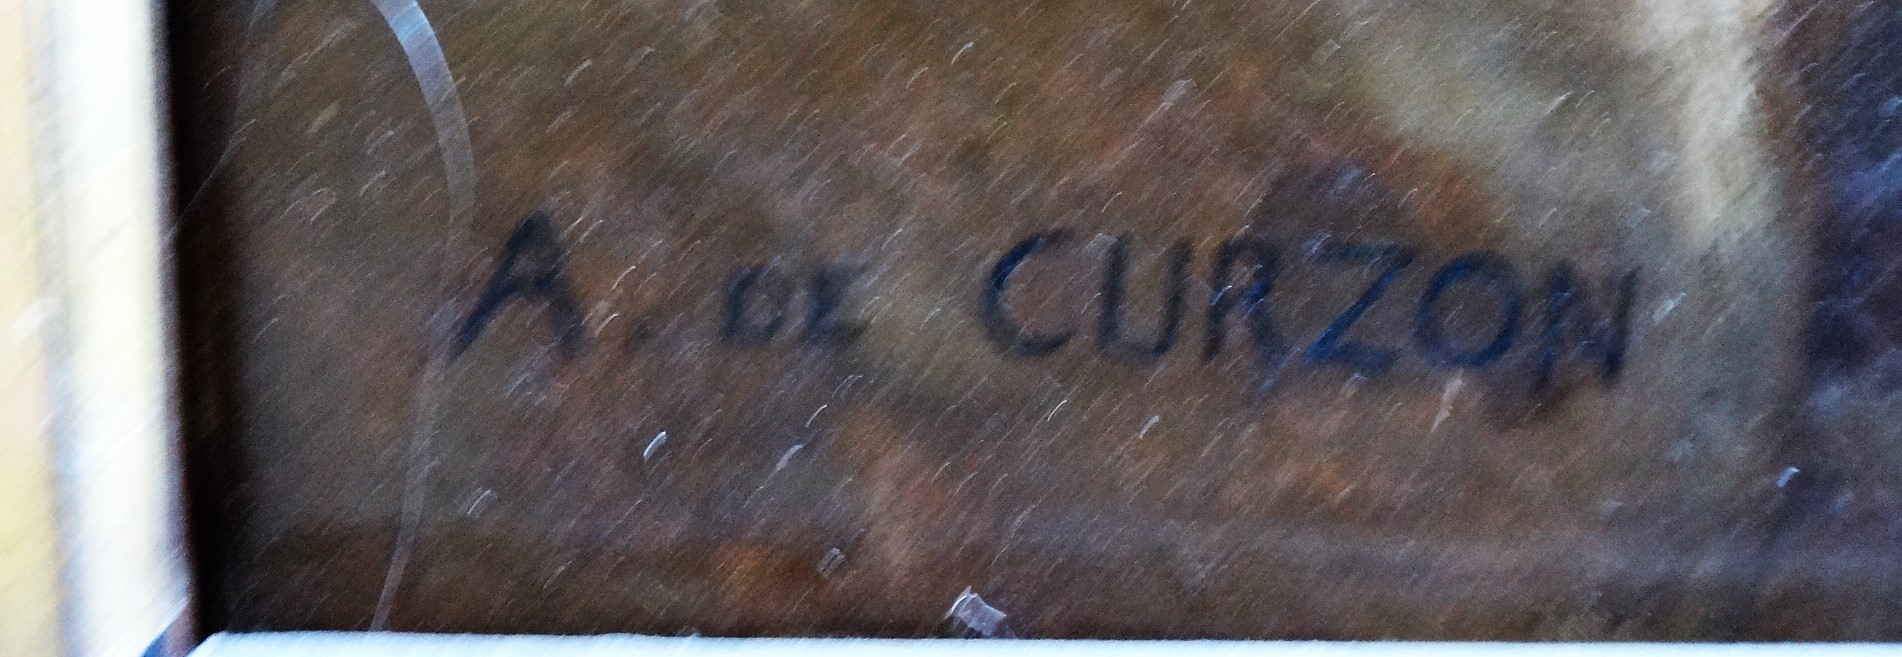 A. DE CURZON